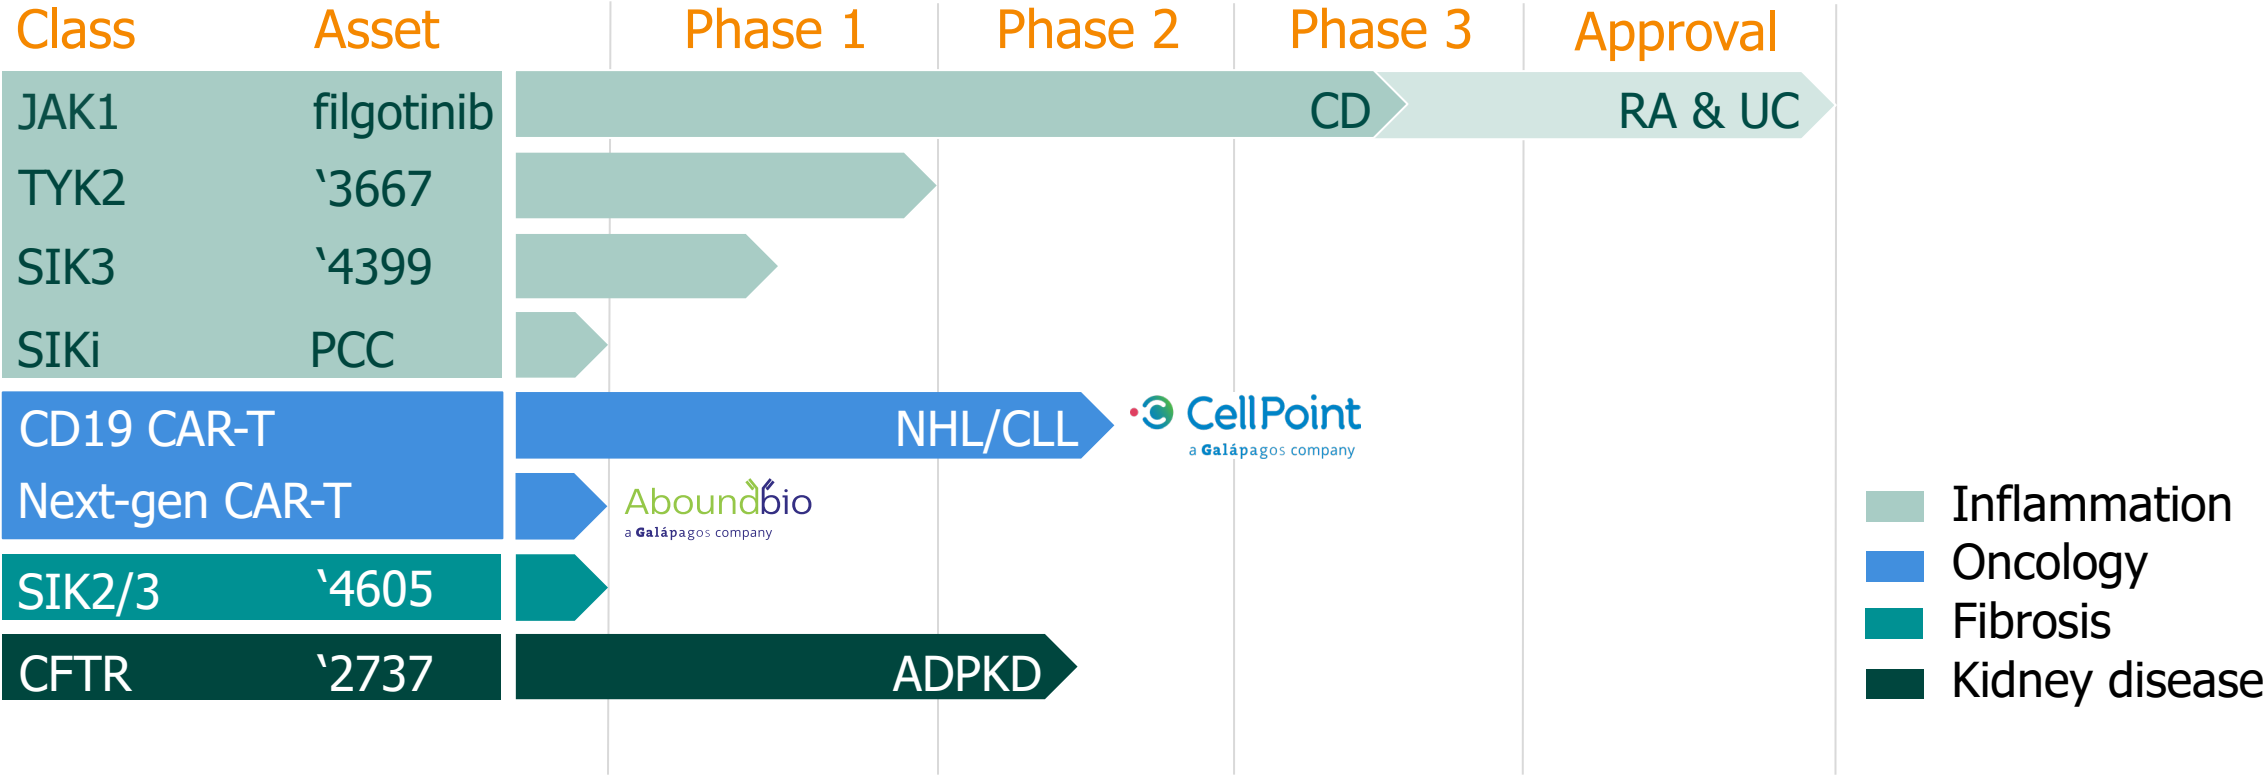 Class Asset Phase 1 Phase 2 Phase 3 Approval
JAK1 filgotinib CD RA & UC
TYK2 ‘3667
SIK3 ‘4399
SIKi PCC
CD19 CAR-T NHL/CLL CellPoint
a Galápagos company
Next-gen CAR-T Aboundbio
a Galápagos company
SIK2/3 ‘4605
CFTR ‘2737 ADPKD
Inflammation
Oncology
Fibrosis
Kidney disease